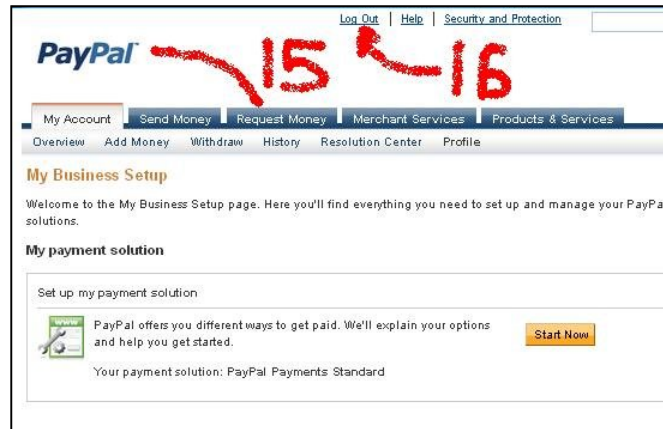 Log Out | Help | Security and Protection
PayPal
15
16
My Account Send Money Request Money Merchant Services Products & Services
Overview Add Money Withdraw History Resolution Center Profile
My Business Setup
Welcome to the My Business Setup page. Here you'll find everything you need to set up and manage your PayPa
solutions.
My payment solution
Set up my payment solution
WWW
PayPal offers you different ways to get paid. We'll explain your options
and help you get started.
Start Now
Your payment solution: PayPal Payments Standard